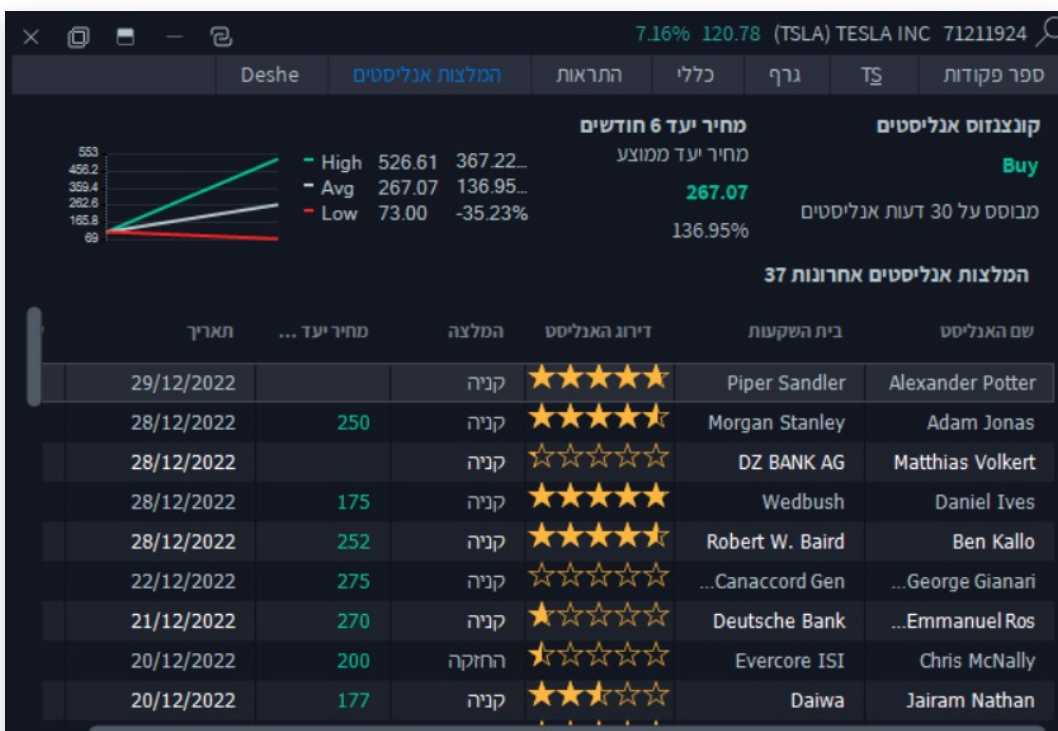 71211924 TESLA INC (TSLA) 120.78 7.16%
ספר פקודות TS גרף כללי התראות המלצות אנליסטים Deshe
קונצנזוס אנליסטים
Buy
מבוסס על 30 דעות אנליסטים
מחיר יעד 6 חודשים
מחיר יעד ממוצע
267.07
136.95%
High 526.61 367.22...
Avg 267.07 136.95...
Low 73.00 -35.23%
553
456.2
359.4
262.6
165.8
69
המלצות אנליסטים אחרונות 37
שם האנליסט בית השקעות דירוג האנליסט המלצה מחיר יעד ... תאריך
Alexander Potter Piper Sandler קניה 29/12/2022
Adam Jonas Morgan Stanley קניה 250 28/12/2022
Matthias Volkert DZ BANK AG קניה 28/12/2022
Daniel Ives Wedbush קניה 175 28/12/2022
Ben Kallo Robert W. Baird קניה 252 28/12/2022
George Gianari... Canaccord Gen... קניה 275 22/12/2022
Emmanuel Ros... Deutsche Bank קניה 270 21/12/2022
Chris McNally Evercore ISI החזקה 200 20/12/2022
Jairam Nathan Daiwa קניה 177 20/12/2022